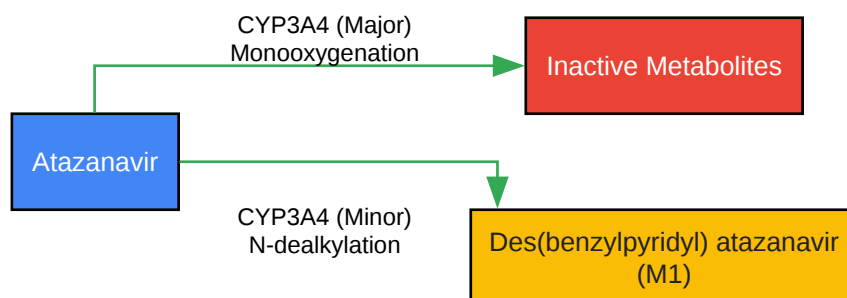 CYP3A4 (Major)
Monooxygenation
Inactive Metabolites
Atazanavir
CYP3A4 (Minor)
N-dealkylation
Des(benzylpyridyl) atazanavir
(M1)